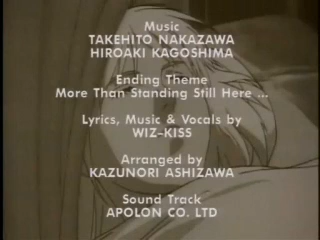 Music
TAKEHITO NAKAZAWA
HIROAKI KAGOSHIMA
Ending Theme
More Than Standing Still Here ...
Lyrics, Music & Vocals by
WIZ-KISS
Arranged by
KAZUNORI ASHIZAWA
Sound Track
APOLON CO. LTD